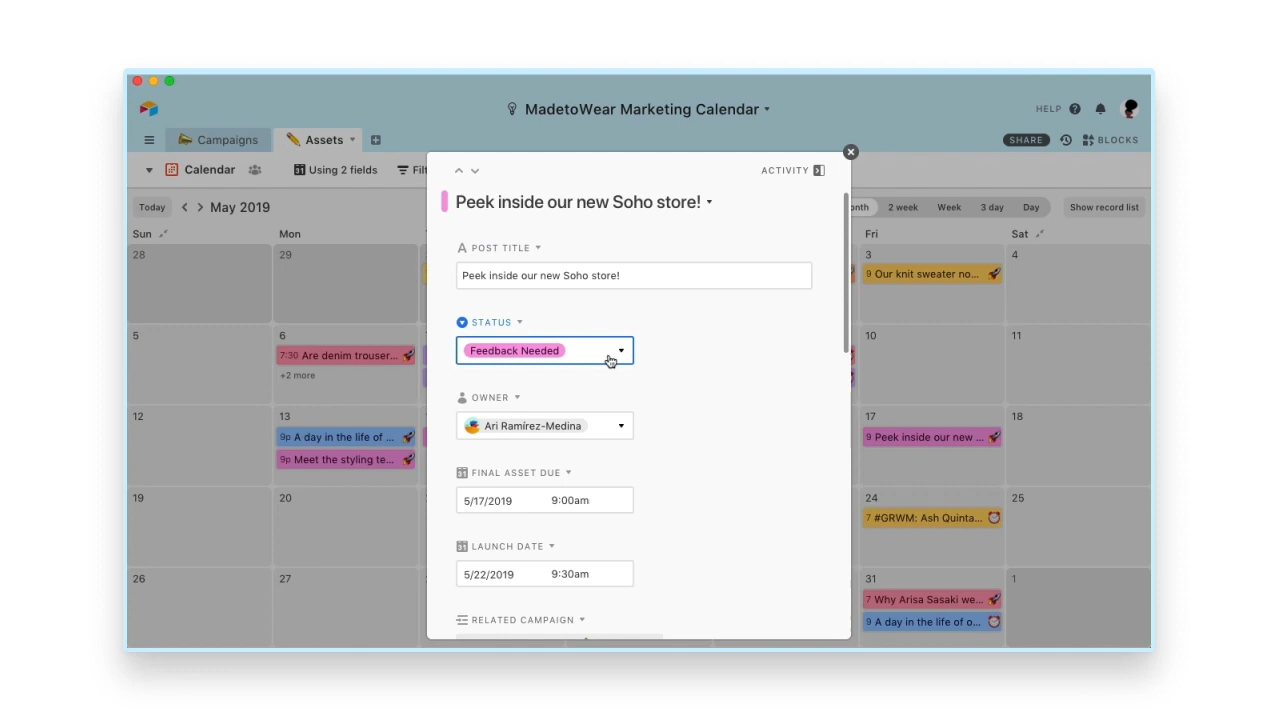 MadetoWear Marketing Calendar
HELP
Campaigns
Assets
SHARE
BLOCKS
Calendar
Using 2 fields
Filt
ACTIVITY
Today
May 2019
onth
2 week
Week
3 day
Day
Show record list
Sun
Mon
Fri
Sat
28
29
3
4
9 Our knit sweater no...
5
6
10
11
7:30 Are denim trouser...
+2 more
12
13
17
18
9p A day in the life of ...
9 Peek inside our new ...
9p Meet the styling te...
19
20
24
25
7 #GRWM: Ash Quinta...
26
27
31
1
7 Why Arisa Sasaki we...
9 A day in the life of o...
Peek inside our new Soho store!
POST TITLE
Peek inside our new Soho store!
STATUS
Feedback Needed
OWNER
Ari Ramírez-Medina
FINAL ASSET DUE
5/17/2019 9:00am
LAUNCH DATE
5/22/2019 9:30am
RELATED CAMPAIGN